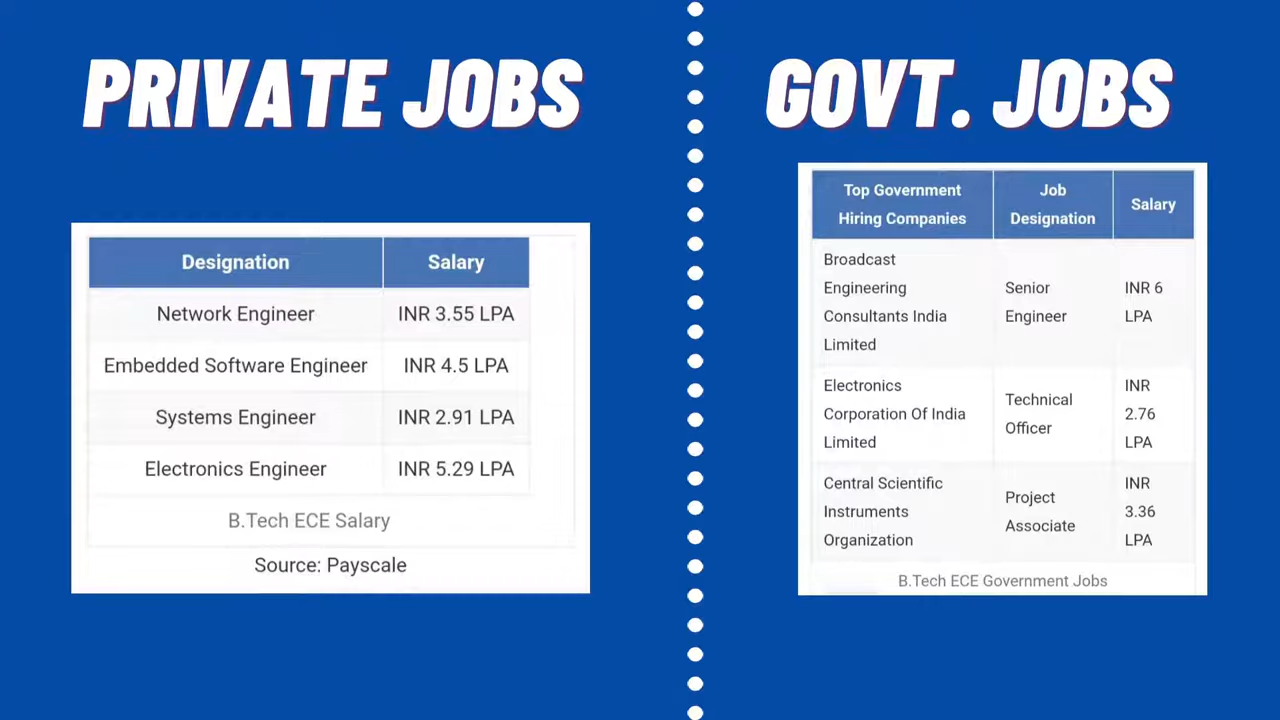 PRIVATE JOBS
Designation Salary
Network Engineer INR 3.55 LPA
Embedded Software Engineer INR 4.5 LPA
Systems Engineer INR 2.91 LPA
Electronics Engineer INR 5.29 LPA
B.Tech ECE Salary
Source: Payscale
GOVT. JOBS
Top Government
Hiring Companies
Job
Designation
Salary
Broadcast
Engineering
Consultants India
Limited
Senior
Engineer
INR 6
LPA
Electronics
Corporation Of India
Limited
Technical
Officer
INR
2.76
LPA
Central Scientific
Instruments
Organization
Project
Associate
INR
3.36
LPA
B.Tech ECE Government Jobs